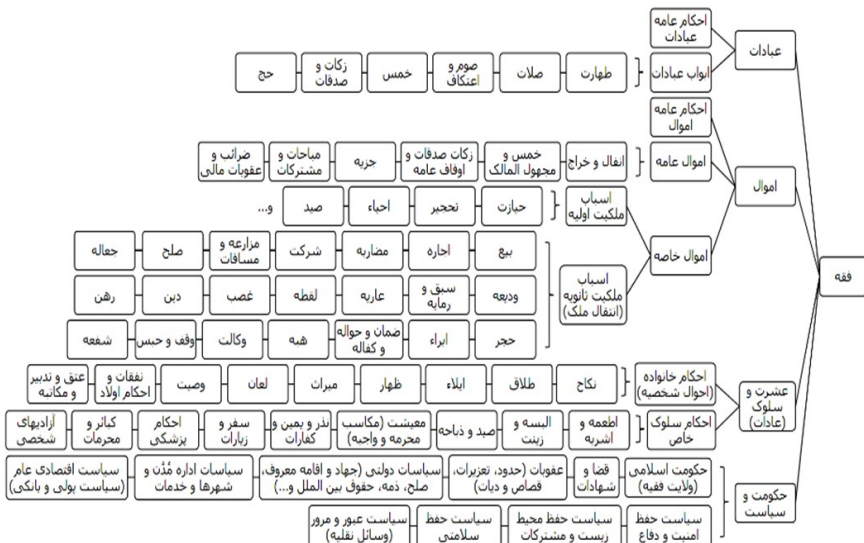 فقه
عبادات
احکام عامه
عبادات
ابواب عبادات
طهارت
صلات
صوم و
اعتکاف
خمس
زکات و
صدقات
حج
اموال
احکام عامه
اموال
اموال عامه
انفال و خراج
خمس و
مجهول المالک
زکات صدقات و
اوقاف عامه
جزیه
مباحات و
مشترکات
ضرائب و
عقوبات مالی
اموال خاصه
اسباب
ملکیت اولیه
حیازت
تحجیر
احیاء
صید
و...
اسباب
ملکیت ثانویه
(انتقال ملک)
بیع
اجاره
مضاربه
شرکت
مزارعه و
مساقات
صلح
جعاله
ودیعه
سبق و
رمایه
عاریه
لقطه
غصب
دین
رهن
حجر
ابراء
ضمان و حواله
و کفاله
هبه
وکالت
وقف و حبس
شفعه
عشرت و
سلوک
(عادات)
احکام خانواده
(احوال شخصیه)
نکاح
طلاق
ایلاء
ظهار
میراث
لعان
وصیت
نفقات و
احکام اولاد
عتق و تدبیر
و مکاتبه
احکام سلوک
خاص
اطعمه و
اشربه
البسه و
زینت
صید و ذباحه
معیشت (مکاسب
محرمه و واجبه)
نذر و یمین و
کفارات
سفر و
زیارات
احکام
پزشکی
کبائر و
محرمات
آزادیهای
شخصی
حکومت و
سیاست
حکومت اسلامی
(ولایت فقیه)
قضا و
شهادات
عقوبات (حدود، تعزیرات،
قصاص و دیات)
سیاسات دولتی (جهاد و اقامه معروف،
صلح، ذمه، حقوق بین الملل و...)
سیاسات اداره مُدُن و
شهرها و خدمات
سیاست اقتصادی عام
(سیاست پولی و بانکی)
سیاست حفظ
امنیت و دفاع
سیاست حفظ محیط
زیست و مشترکات
سیاست حفظ
سلامتی
سیاست عبور و مرور
(وسائل نقلیه)